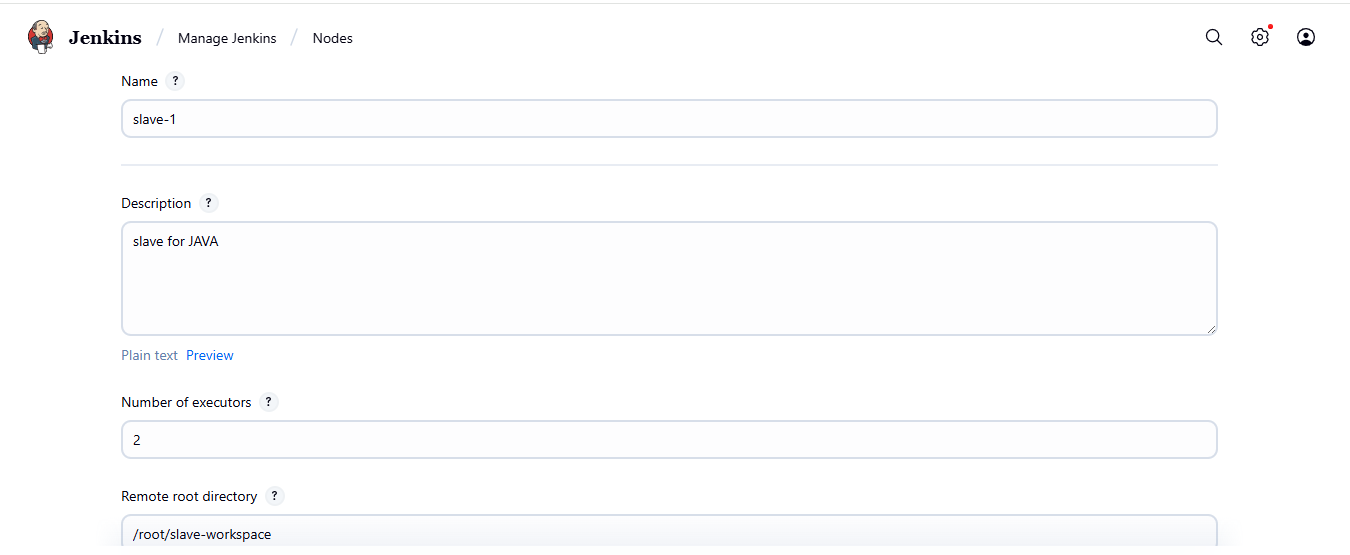 Jenkins / Manage Jenkins / Nodes
Name ?
slave-1
Description ?
slave for JAVA
Plain text Preview
Number of executors ?
2
Remote root directory ?
/root/slave-workspace